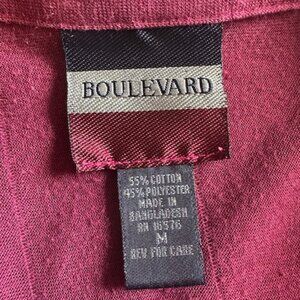 BOULEVARD
55% COTTON
45% POLYESTER
MADE IN
BANGLADESH
RN 16576
M
REV FOR CARE